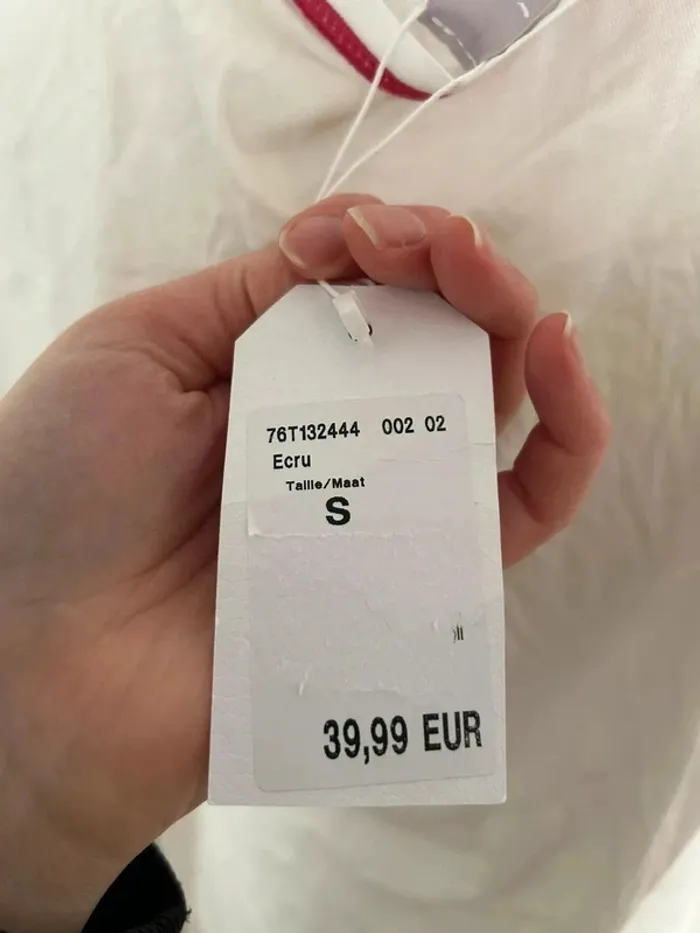 76T132444 002 02
Ecru
Taille/Maat
S
39,99 EUR